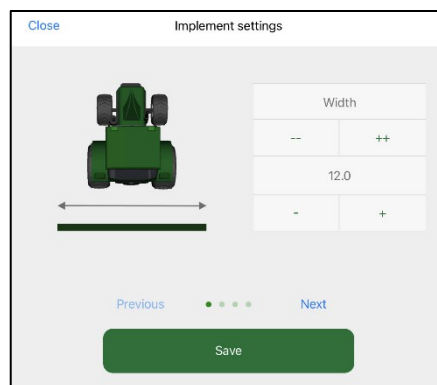 Close
Implement settings
Width
--
++
12.0
-
+
Previous
Next
Save